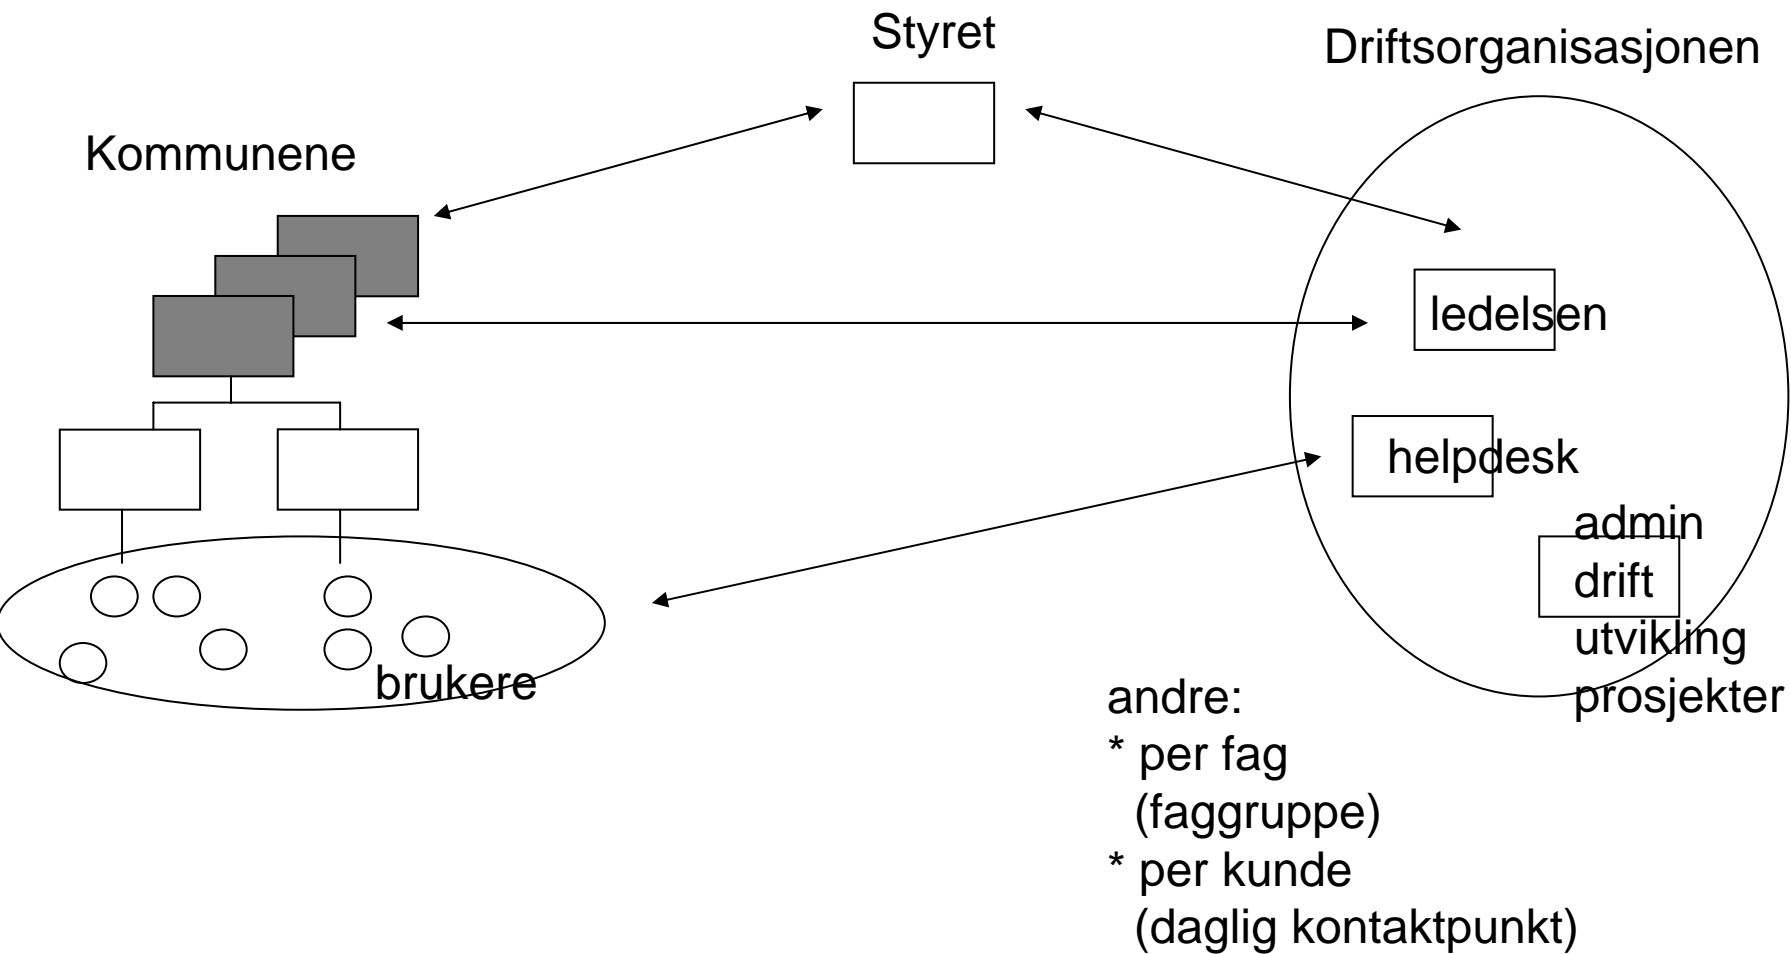 Styret
Driftsorganisasjonen
Kommunene
ledelsen
helpdesk
admin
drift
utvikling
prosjekter
brukere
andre:
* per fag
(faggruppe)
* per kunde
(daglig kontaktpunkt)